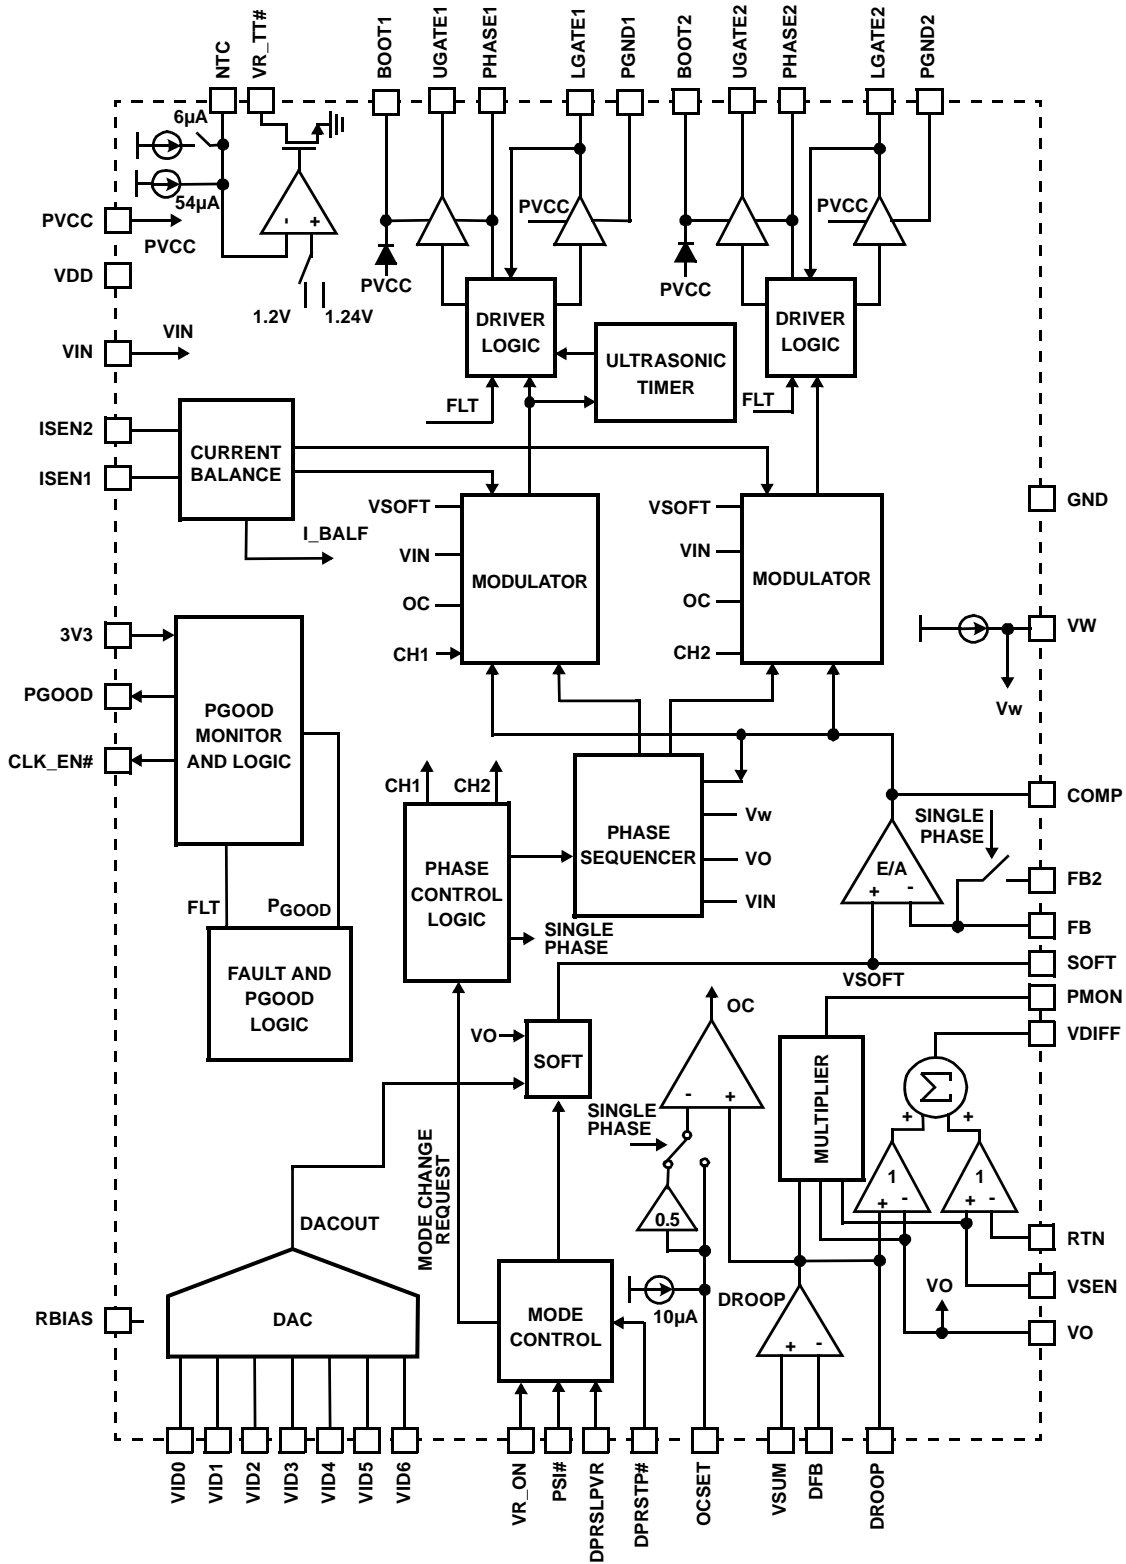 NTC
VR_TT#
BOOT1
UGATE1
PHASE1
LGATE1
PGND1
BOOT2
UGATE2
PHASE2
LGATE2
PGND2
6µA
54µA
PVCC
PVCC
- +
1.2V
1.24V
PVCC
PVCC
PVCC
PVCC
VDD
VIN
VIN
DRIVER
LOGIC
DRIVER
LOGIC
ULTRASONIC
TIMER
FLT
FLT
ISEN2
ISEN1
CURRENT
BALANCE
I_BALF
VSOFT
VIN
OC
CH1
MODULATOR
VSOFT
VIN
OC
CH2
MODULATOR
GND
VW
Vw
3V3
PGOOD
CLK_EN#
PGOOD
MONITOR
AND LOGIC
FLT
PGOOD
FAULT AND
PGOOD
LOGIC
CH1
CH2
PHASE
CONTROL
LOGIC
SINGLE
PHASE
PHASE
SEQUENCER
Vw
VO
VIN
COMP
SINGLE
PHASE
E/A
+ -
FB2
FB
SOFT
VSOFT
PMON
VDIFF
VO
SOFT
OC
- +
SINGLE
PHASE
0.5
MULTIPLIER
Σ
+ +
1
+ -
1
+ -
RTN
VSEN
VO
VO
MODE CHANGE
REQUEST
DACOUT
DAC
RBIAS
MODE
CONTROL
10µA
DROOP
+ -
VID0
VID1
VID2
VID3
VID4
VID5
VID6
VR_ON
PSI#
DPRSLPVR
DPRSTP#
OCSET
VSUM
DFB
DROOP